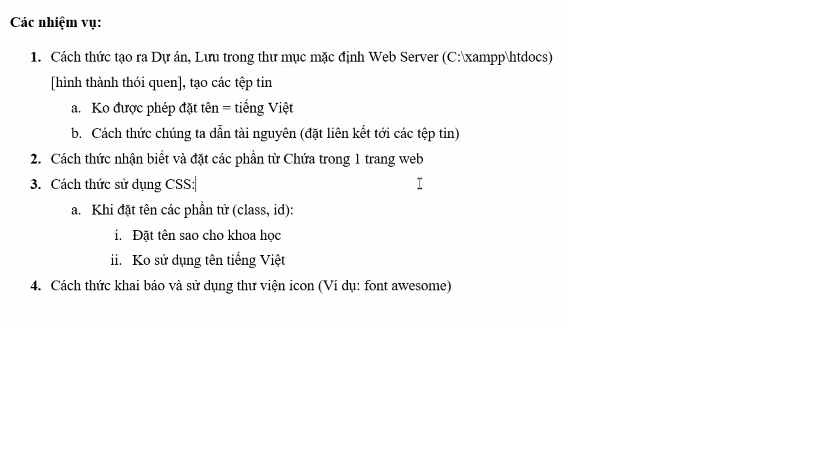 Các nhiệm vụ:
1. Cách thức tạo ra Dự án, Lưu trong thư mục mặc định Web Server (C:\xampp\htdocs)
[hình thành thói quen], tạo các tệp tin
a. Ko được phép đặt tên = tiếng Việt
b. Cách thức chúng ta dẫn tài nguyên (đặt liên kết tới các tệp tin)
2. Cách thức nhận biết và đặt các phần từ Chứa trong 1 trang web
3. Cách thức sử dụng CSS:
a. Khi đặt tên các phần tử (class, id):
i. Đặt tên sao cho khoa học
ii. Ko sử dụng tên tiếng Việt
4. Cách thức khai báo và sử dụng thư viện icon (Ví dụ: font awesome)